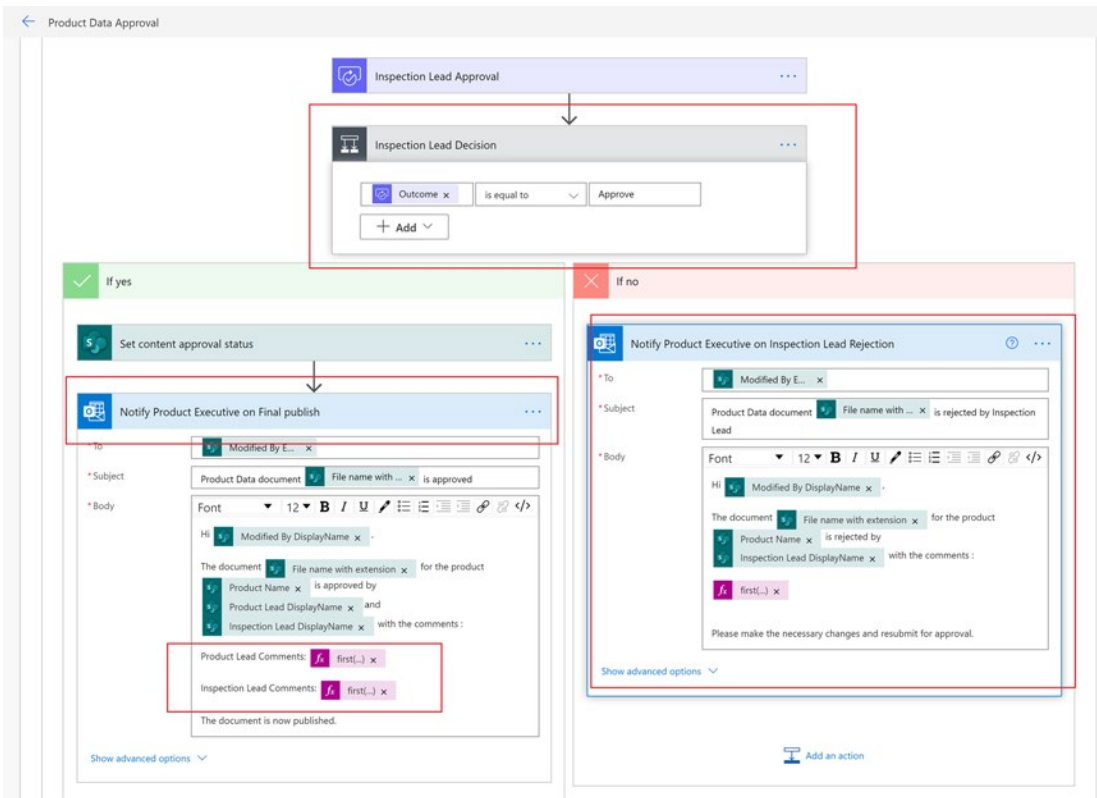 Product Data Approval
Inspection Lead Approval
Inspection Lead Decision
Outcome x is equal to Approve
Add
If yes
If no
Set content approval status
Notify Product Executive on Final publish
*To Modified By E... x
*Subject Product Data document File name with ... x is approved
*Body Font 12 B I U </>
Hi Modified By DisplayName x ,
The document File name with extension x for the product
Product Name x is approved by
Product Lead DisplayName x and
Inspection Lead DisplayName x with the comments :
Product Lead Comments: fx first(...) x
Inspection Lead Comments: fx first(...) x
The document is now published.
Show advanced options
Notify Product Executive on Inspection Lead Rejection
*To Modified By E... x
*Subject Product Data document File name with ... x is rejected by Inspection
Lead
*Body Font 12 B I U </>
Hi Modified By DisplayName x ,
The document File name with extension x for the product
Product Name x is rejected by
Inspection Lead DisplayName x with the comments :
fx first(...) x
Please make the necessary changes and resubmit for approval.
Show advanced options
Add an action